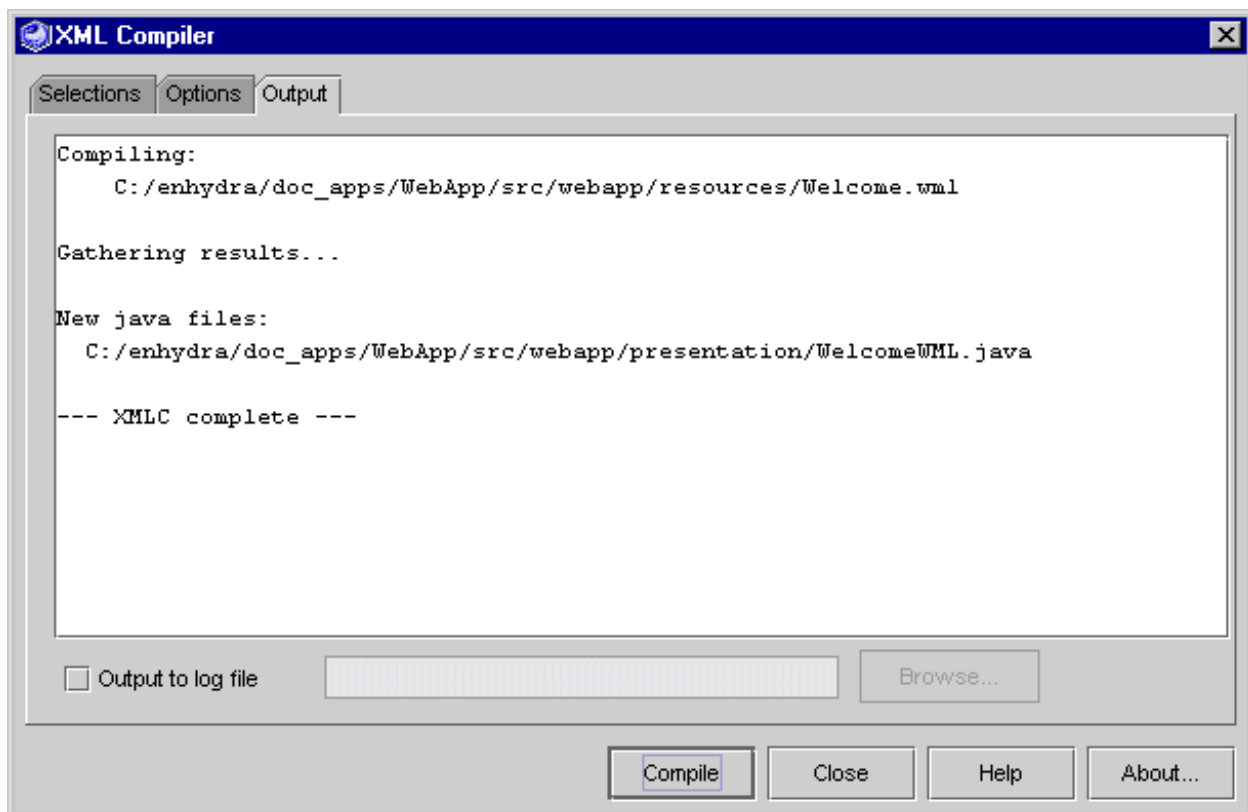 XML Compiler
Selections Options Output
Compiling:
C:/enhydra/doc_apps/WebApp/src/webapp/resources/Welcome.wml
Gathering results...
New java files:
C:/enhydra/doc_apps/WebApp/src/webapp/presentation/WelcomeWML.java
--- XMLC complete ---
Output to log file Browse...
Compile Close Help About...